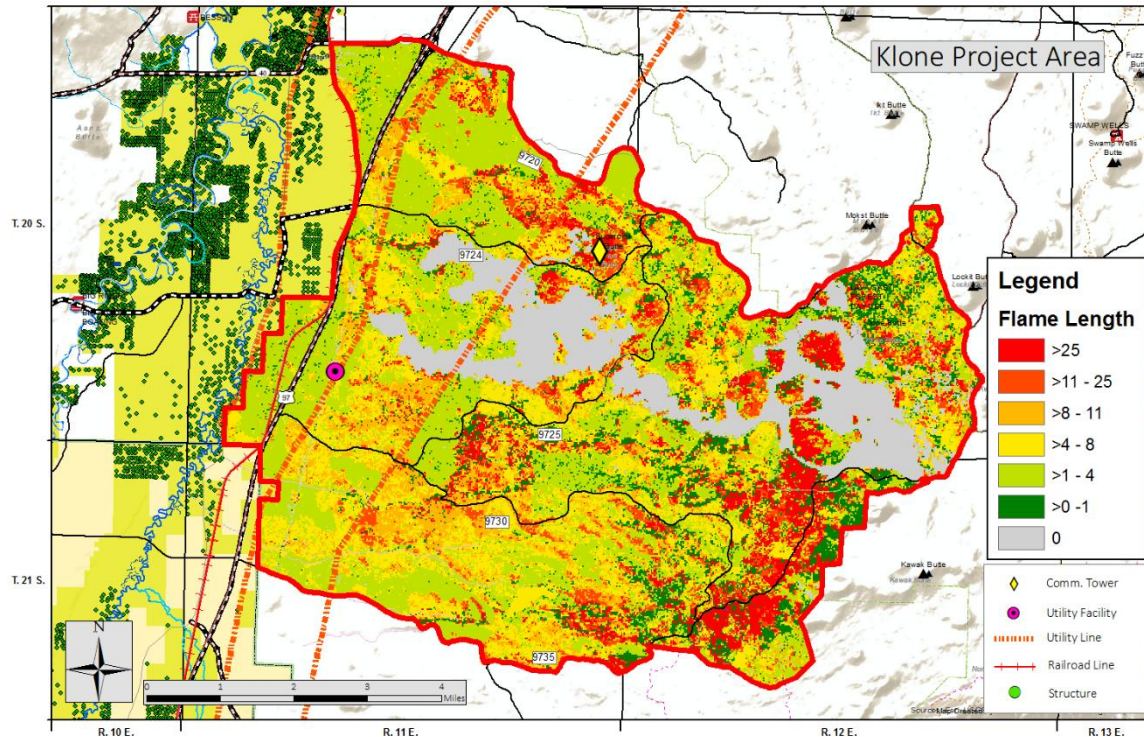 Klone Project Area
40
Ikt Butte
SWAMP WELLS
Swamp Wells
Butte
9720
T. 20 S.
Mokst Butte
9724
Legend
Flame Length
>25
>11 - 25
>8 - 11
>4 - 8
>1 - 4
>0 -1
0
97
9725
9730
T. 21 S.
Kawak Butte
Comm. Tower
Utility Facility
Utility Line
Railroad Line
Structure
9735
N
0 1 2 3 4
Miles
R. 10 E.
R. 11 E.
R. 12 E.
R. 13 E.